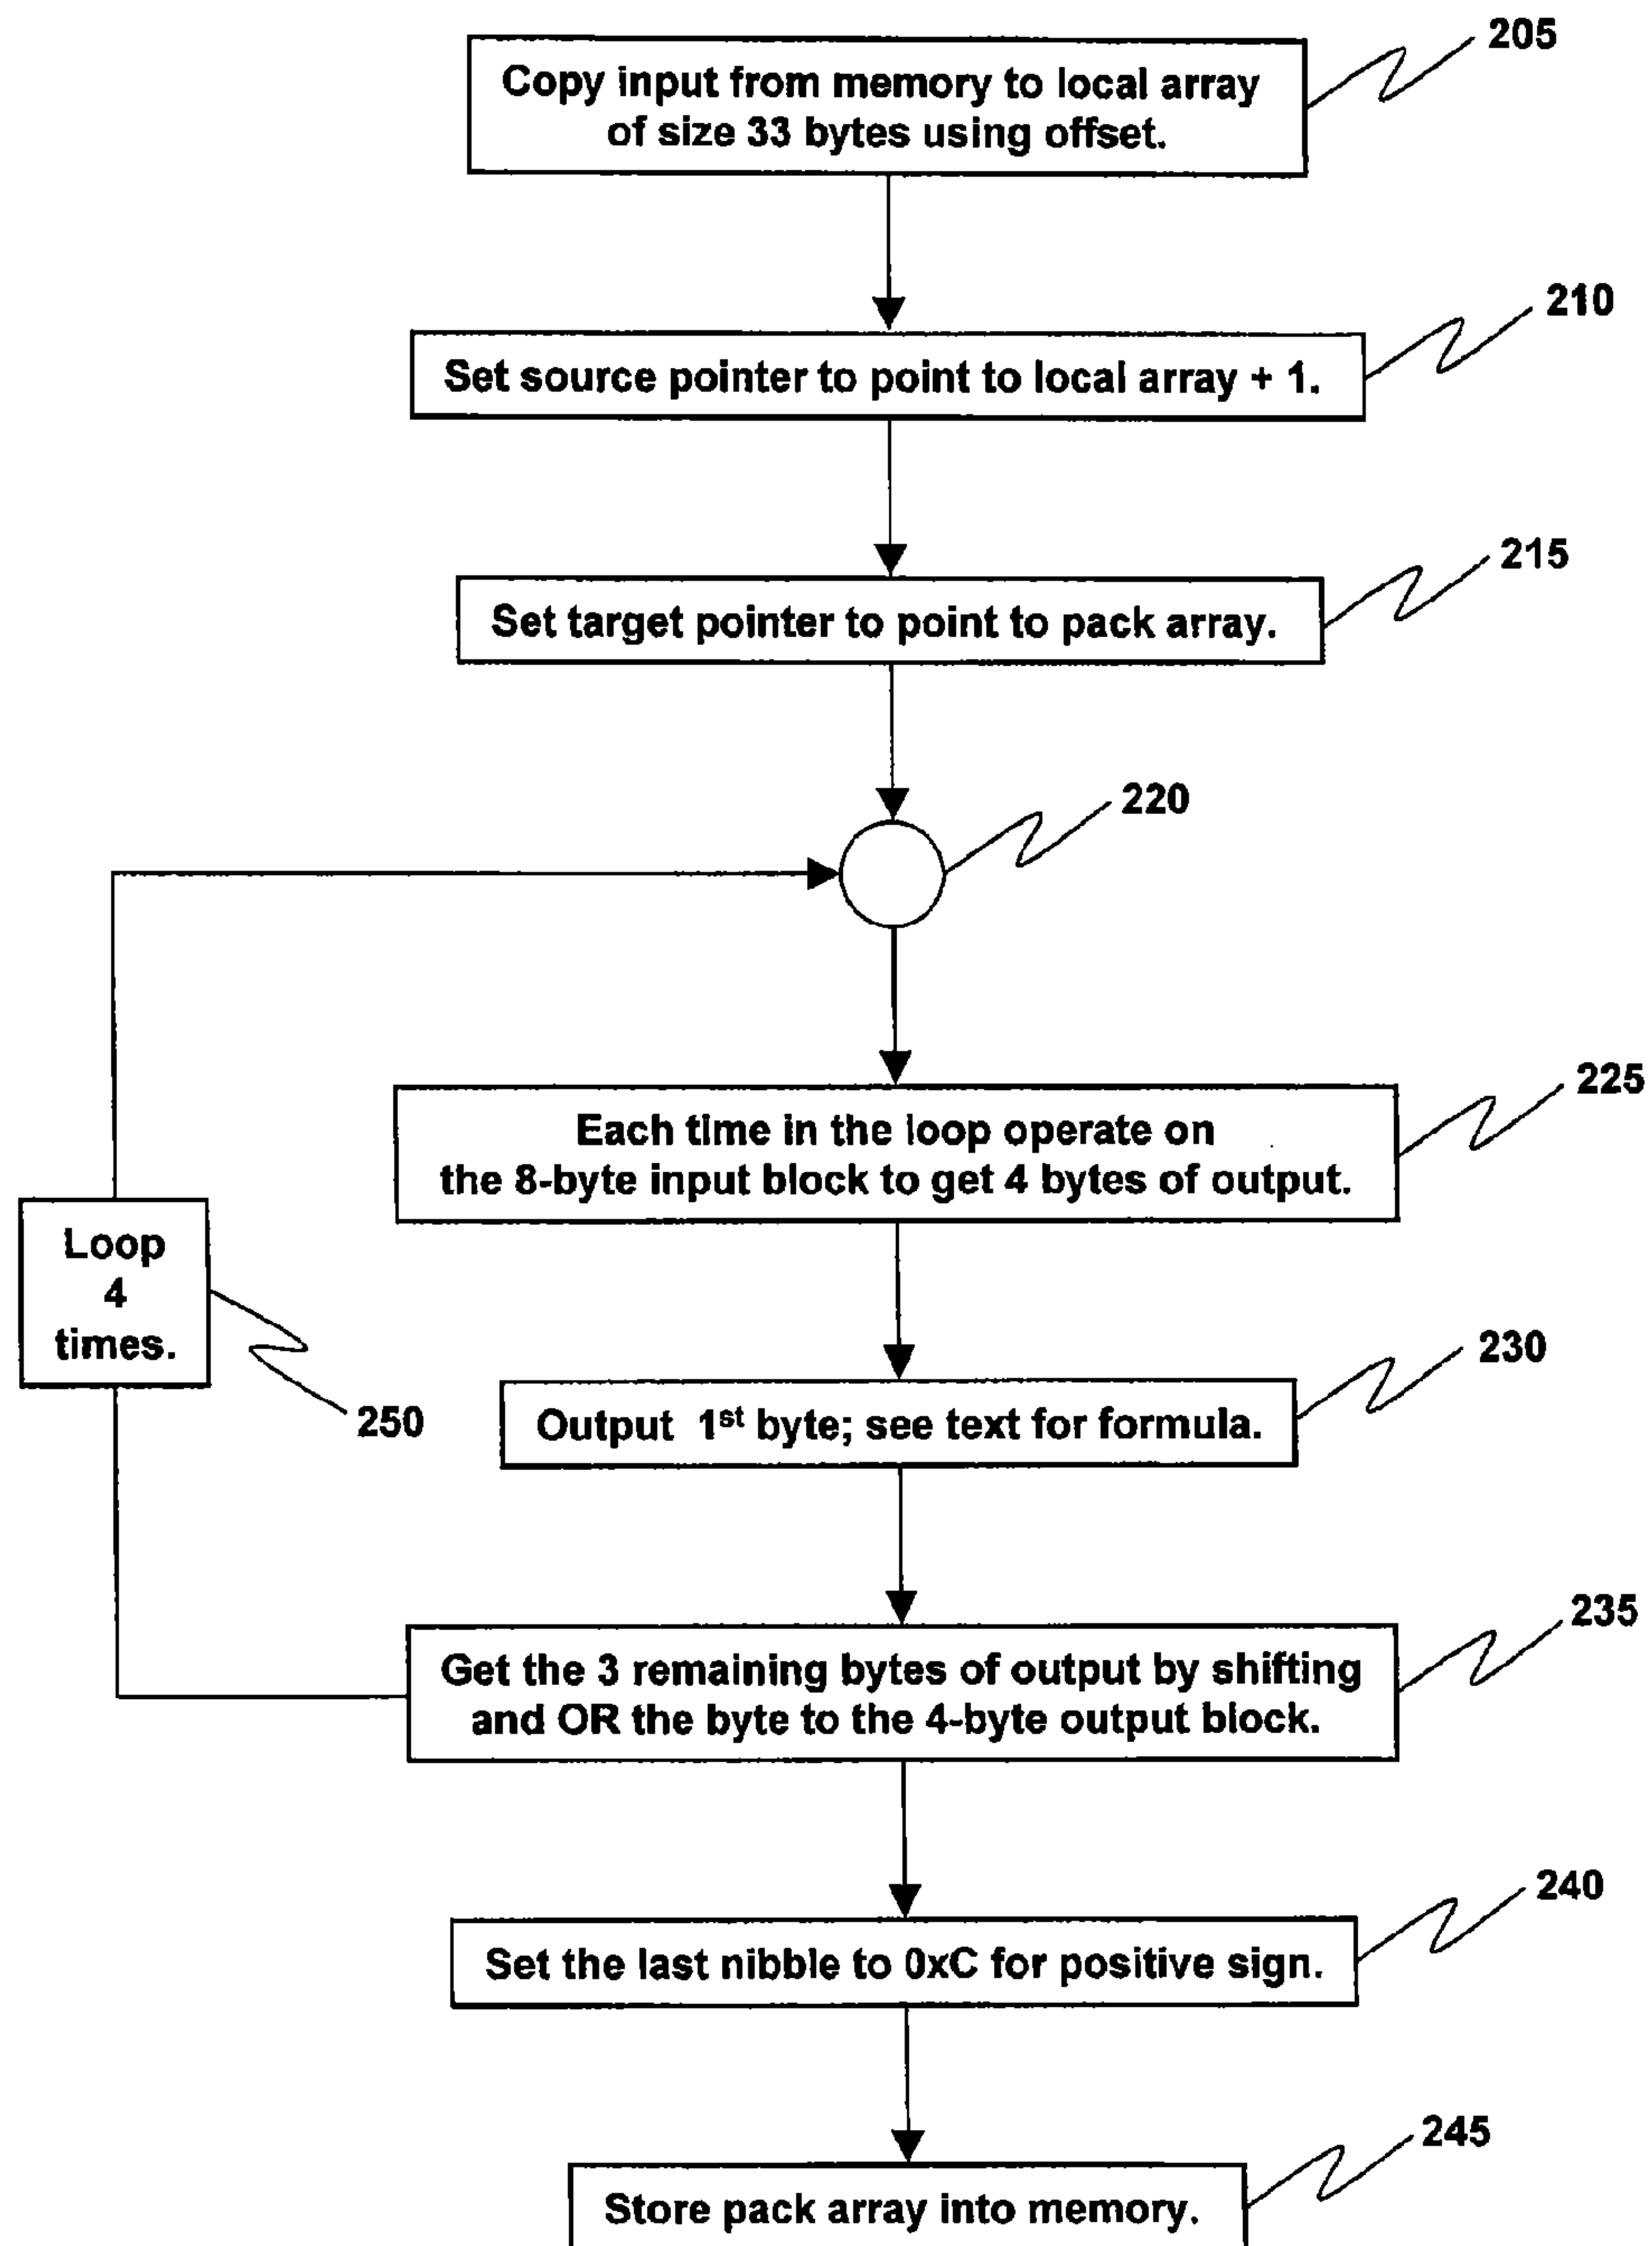 205
Copy input from memory to local array
of size 33 bytes using offset.
210
Set source pointer to point to local array + 1.
215
Set target pointer to point to pack array.
220
225
Each time in the loop operate on
the 8-byte input block to get 4 bytes of output.
Loop
4
times.
250
230
Output 1st byte; see text for formula.
235
Get the 3 remaining bytes of output by shifting
and OR the byte to the 4-byte output block.
240
Set the last nibble to 0xC for positive sign.
245
Store pack array into memory.